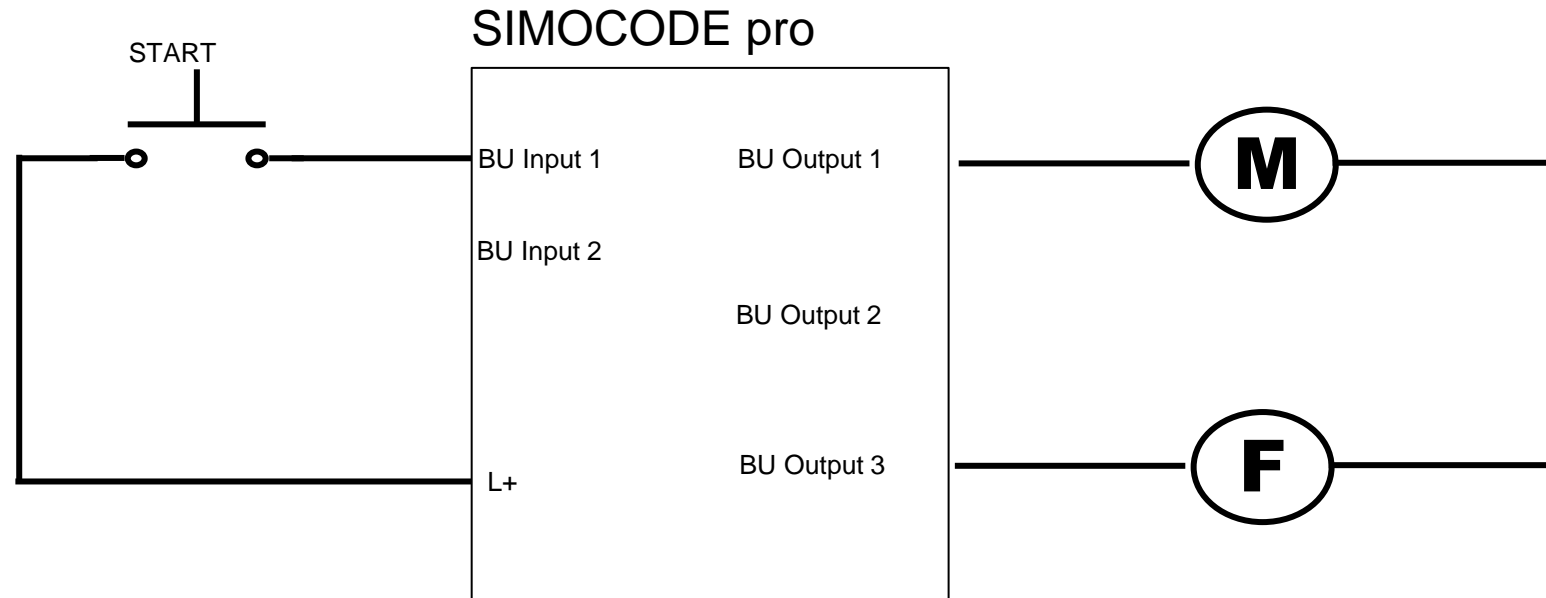 SIMOCODE pro
START
BU Input 1
BU Output 1
M
BU Input 2
BU Output 2
BU Output 3
F
L+